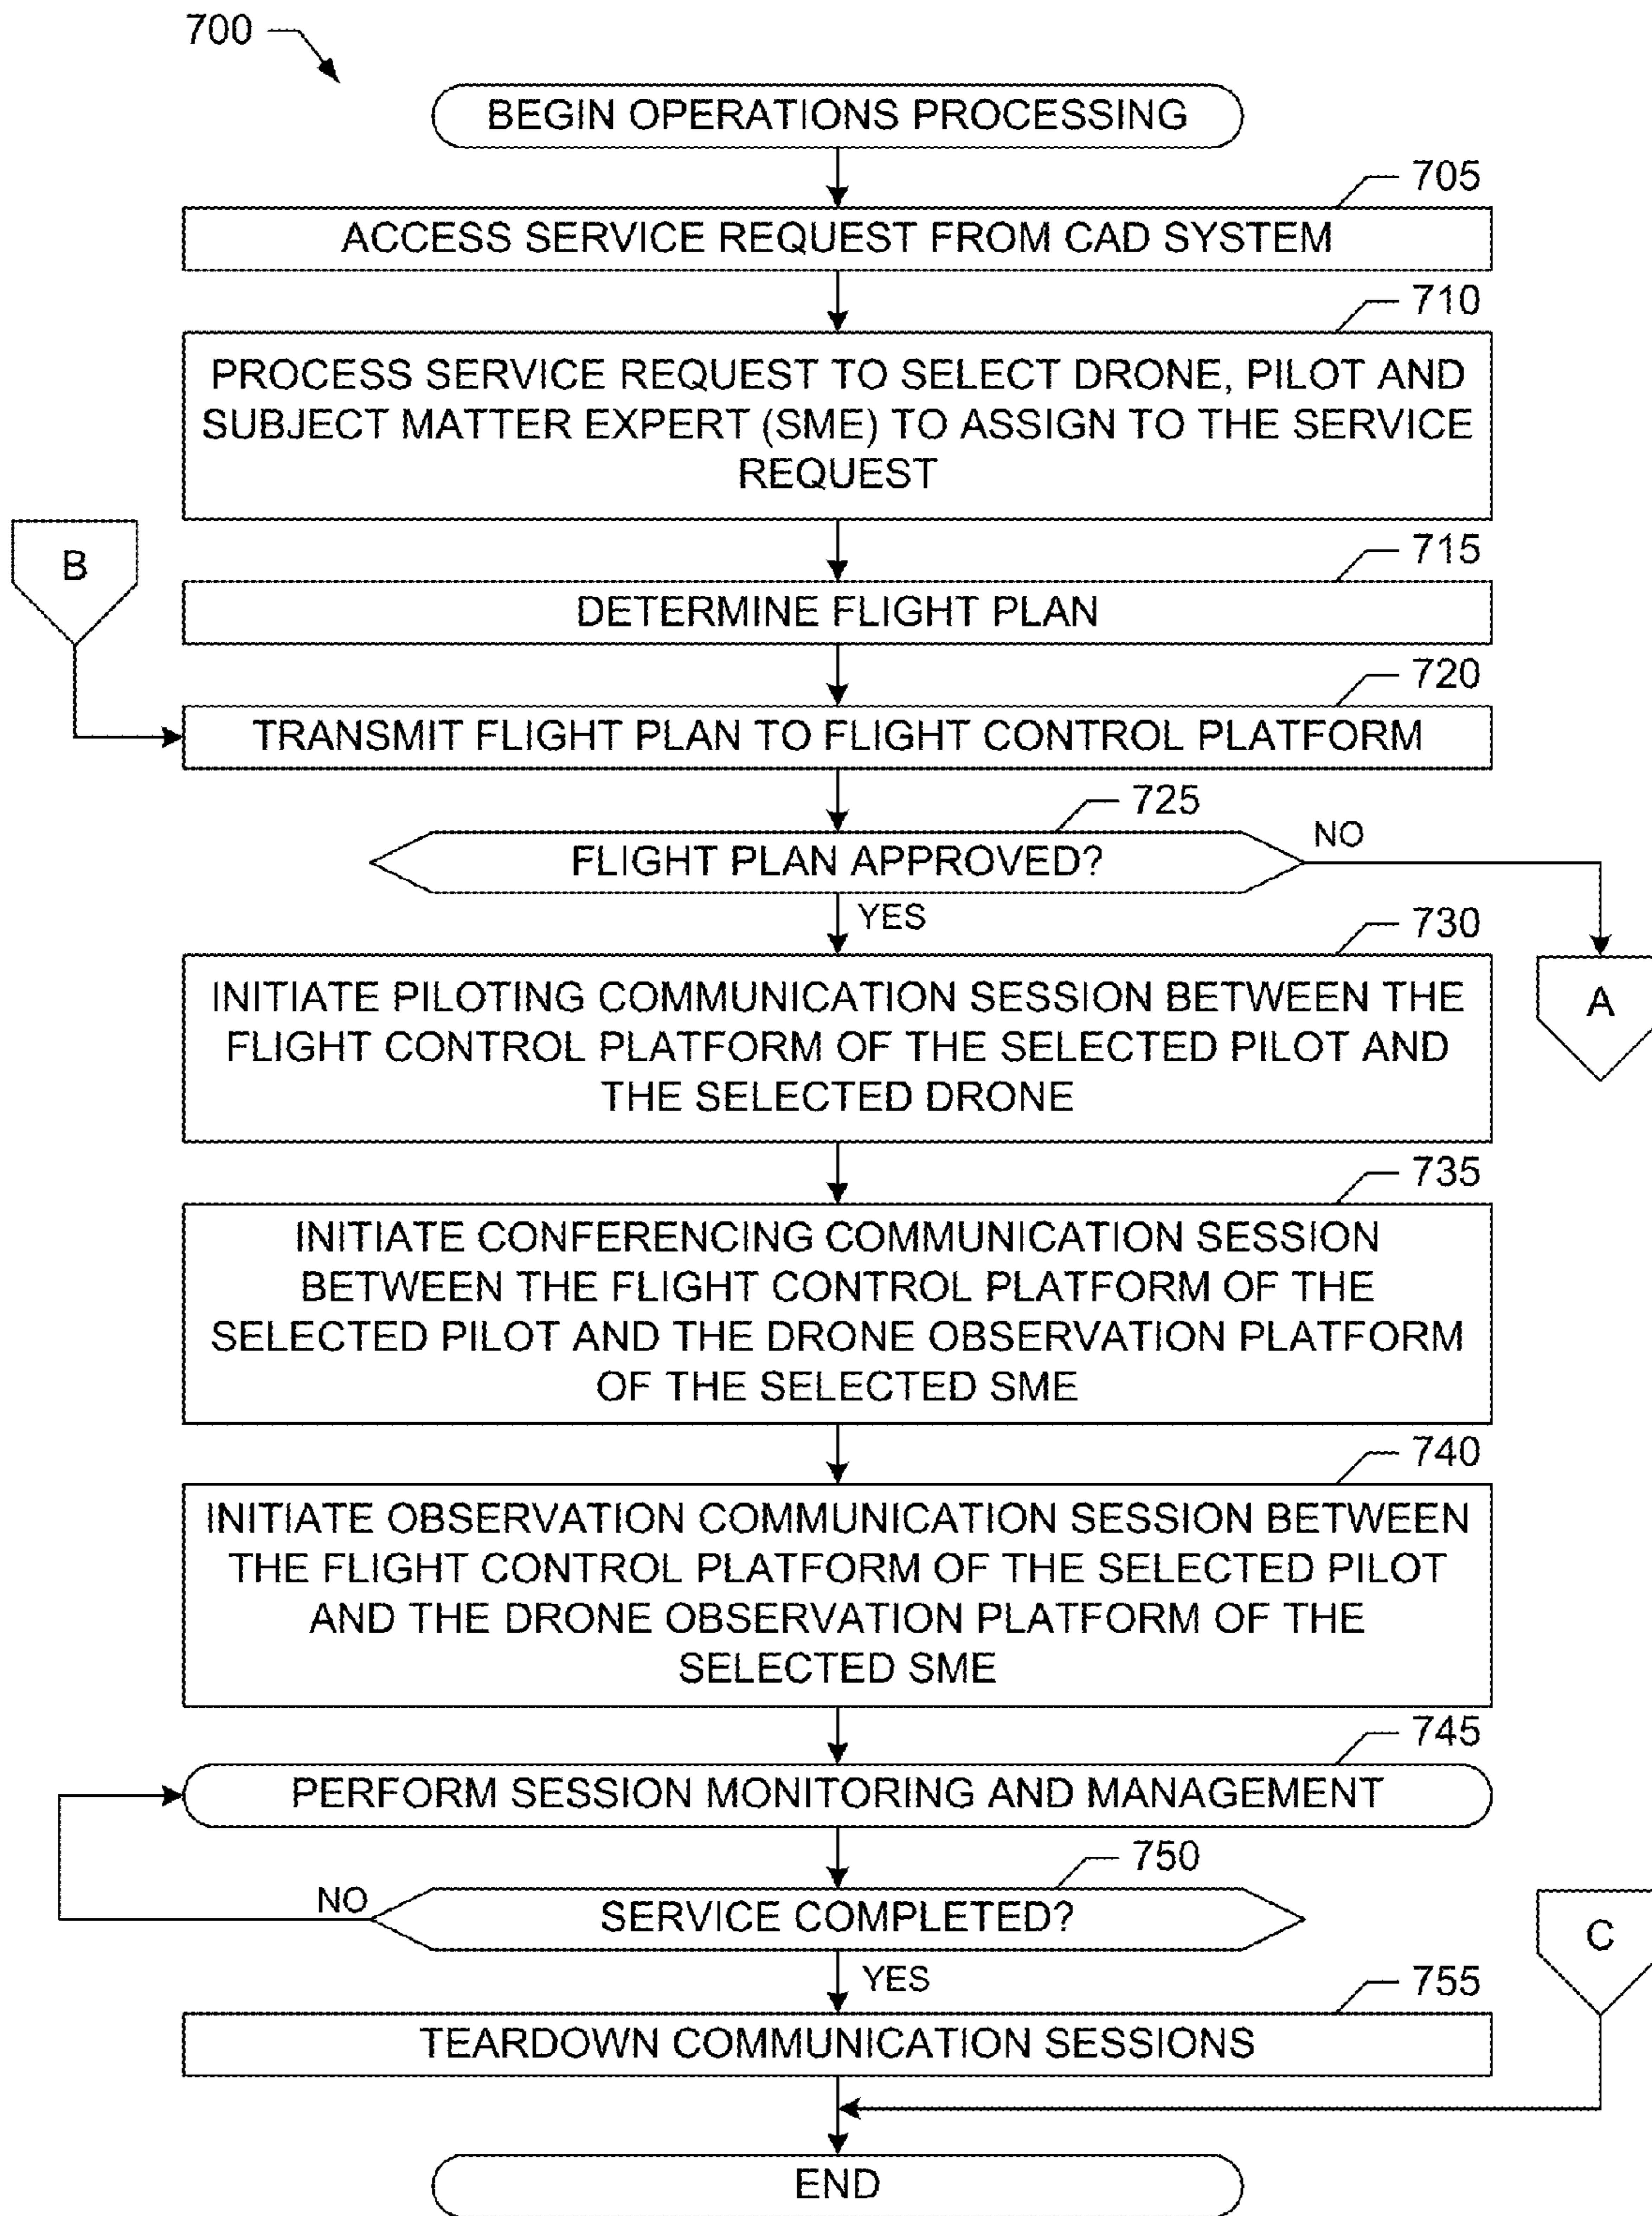 700
BEGIN OPERATIONS PROCESSING
705
ACCESS SERVICE REQUEST FROM CAD SYSTEM
710
PROCESS SERVICE REQUEST TO SELECT DRONE, PILOT AND
SUBJECT MATTER EXPERT (SME) TO ASSIGN TO THE SERVICE
REQUEST
B
715
DETERMINE FLIGHT PLAN
720
TRANSMIT FLIGHT PLAN TO FLIGHT CONTROL PLATFORM
725
FLIGHT PLAN APPROVED?
NO
YES
730
INITIATE PILOTING COMMUNICATION SESSION BETWEEN THE
FLIGHT CONTROL PLATFORM OF THE SELECTED PILOT AND
THE SELECTED DRONE
A
735
INITIATE CONFERENCING COMMUNICATION SESSION
BETWEEN THE FLIGHT CONTROL PLATFORM OF THE
SELECTED PILOT AND THE DRONE OBSERVATION PLATFORM
OF THE SELECTED SME
740
INITIATE OBSERVATION COMMUNICATION SESSION BETWEEN
THE FLIGHT CONTROL PLATFORM OF THE SELECTED PILOT
AND THE DRONE OBSERVATION PLATFORM OF THE
SELECTED SME
745
PERFORM SESSION MONITORING AND MANAGEMENT
750
NO
SERVICE COMPLETED?
C
YES
755
TEARDOWN COMMUNICATION SESSIONS
END